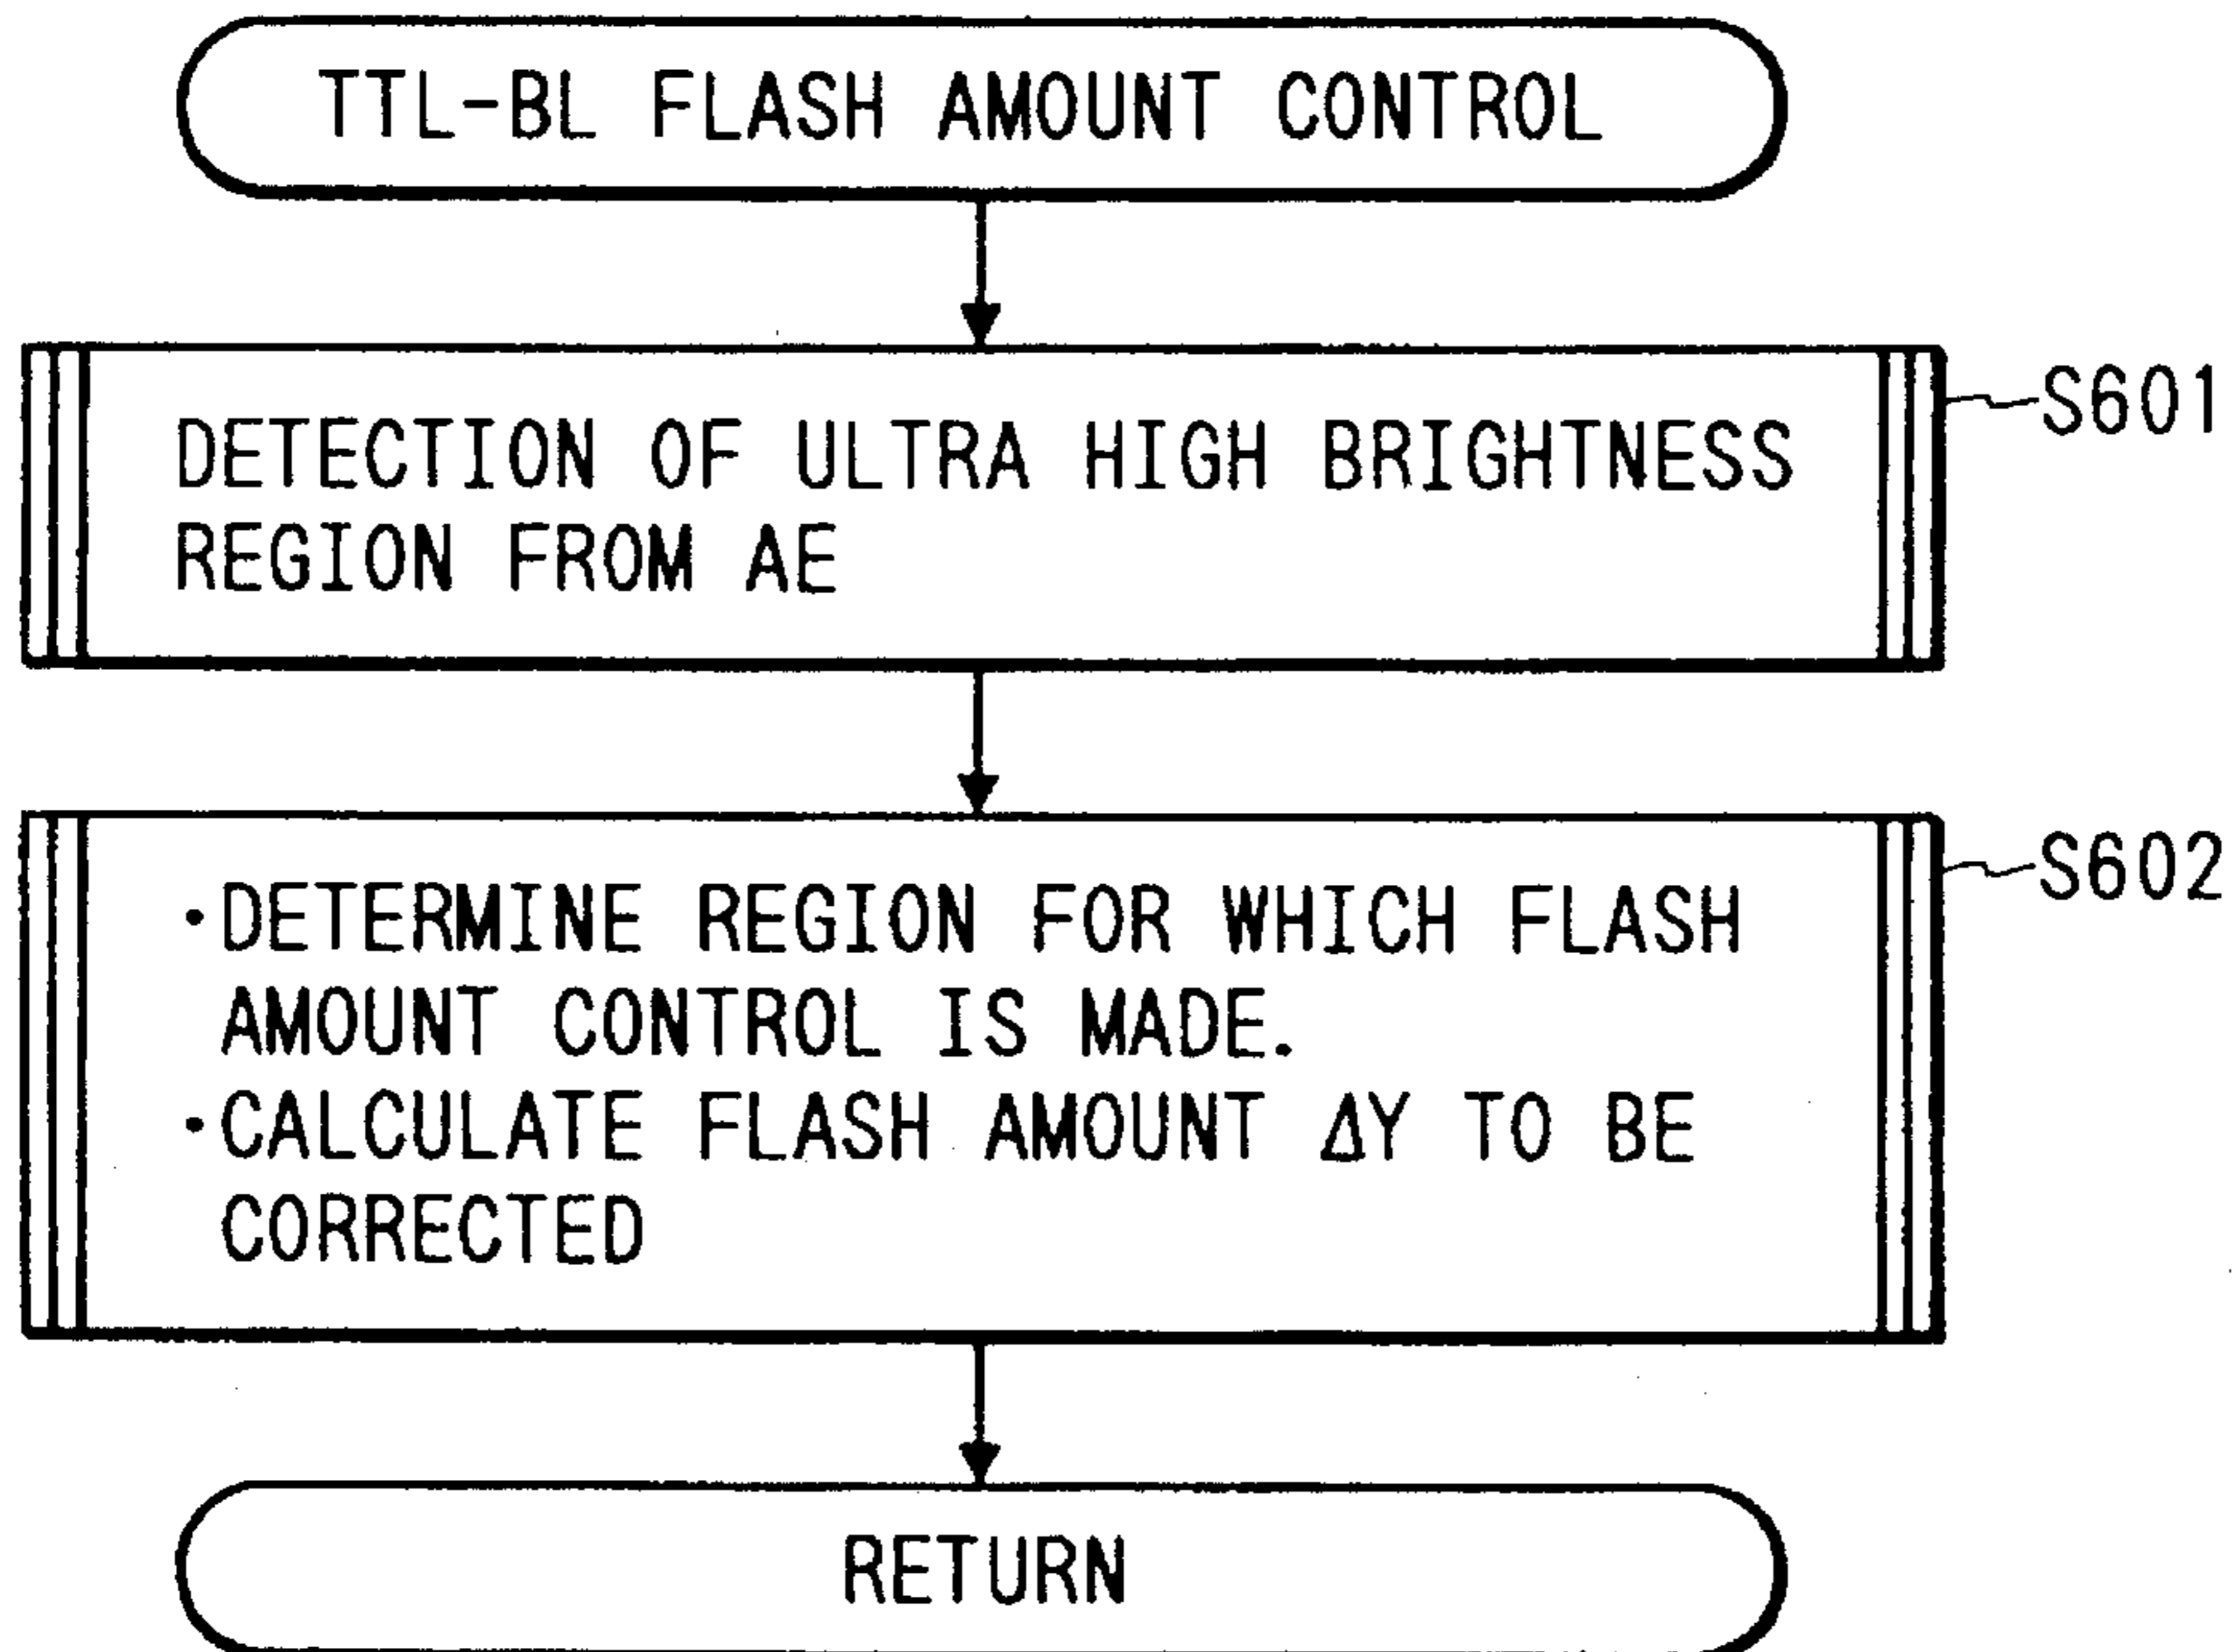 TTL-BL FLASH AMOUNT CONTROL
DETECTION OF ULTRA HIGH BRIGHTNESS
REGION FROM AE
S601
•DETERMINE REGION FOR WHICH FLASH
AMOUNT CONTROL IS MADE.
•CALCULATE FLASH AMOUNT ΔY TO BE
CORRECTED
S602
RETURN